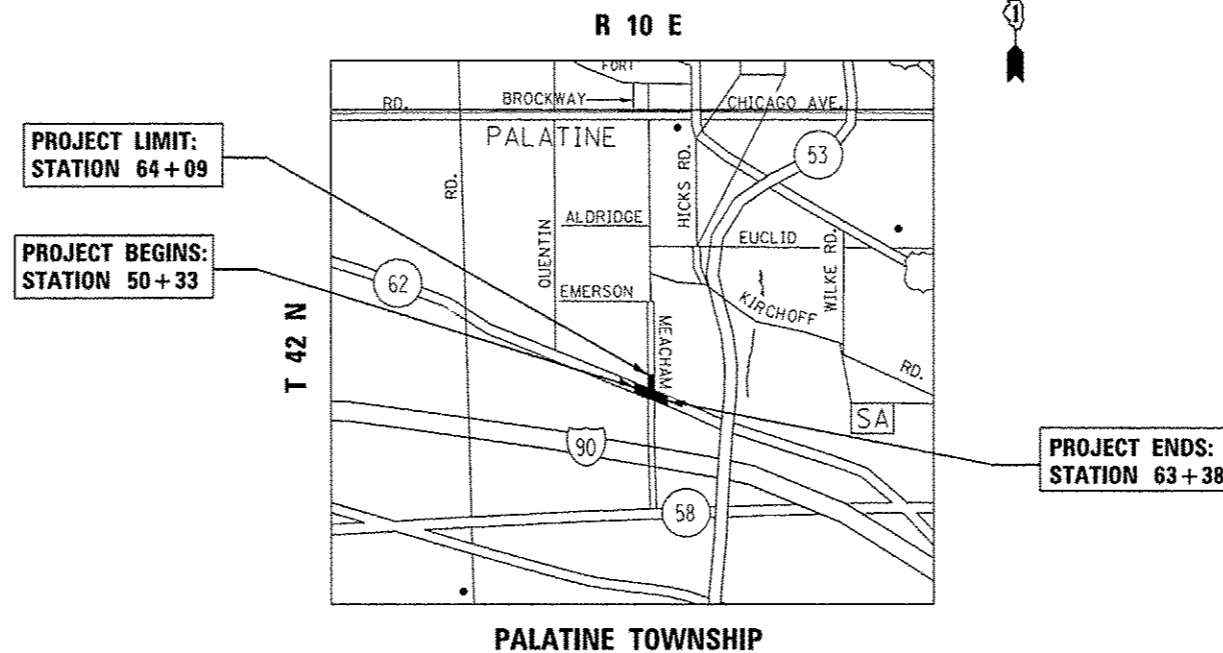 R 10 E
FORT
RD.
BROCKWAY
CHICAGO AVE.
PALATINE
PROJECT LIMIT:
STATION 64+09
53
HICKS RD.
RD.
ALDRIDGE
QUENTIN
EUCLID
WILKE RD.
PROJECT BEGINS:
STATION 50+33
62
EMERSON
KIRCHOFF
MEACHAM
T 42 N
RD.
SA
90
PROJECT ENDS:
STATION 63+38
58
PALATINE TOWNSHIP